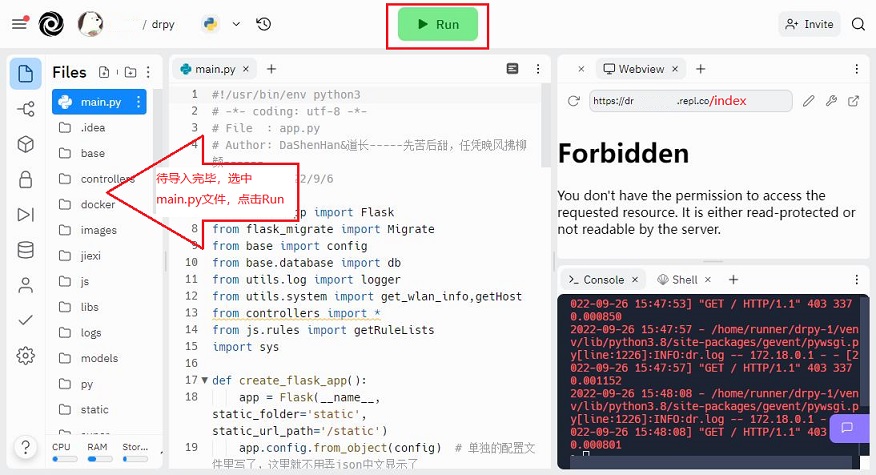 / drpy
Run
Invite
Files
main.py
.idea
base
controllers
docker
images
jiexi
js
libs
logs
models
py
static
CPU
RAM
Stor...
待导入完毕，选中
main.py文件，点击Run
main.py
1 #!/usr/bin/env python3
2 # -*- coding: utf-8 -*-
3 # File : app.py
4 # Author: DaShenHan&道长-----先苦后甜，任凭晚风拂柳
2/9/6
import Flask
8 from flask_migrate import Migrate
9 from base import config
10 from base.database import db
11 from utils.log import logger
12 from utils.system import get_wlan_info,getHost
13 from controllers import *
14 from js.rules import getRuleLists
15 import sys
16
17 def create_flask_app():
18 app = Flask(__name__,
static_folder='static',
static_url_path='/static')
19 app.config.from_object(config) # 单独的配置文
件里写了，这里就不用弄json中文显示了
Webview
https://dr .repl.co/index
Forbidden
You don't have the permission to access the
requested resource. It is either read-protected or
not readable by the server.
Console
Shell
022-09-26 15:47:53] "GET / HTTP/1.1" 403 337
0.000850
2022-09-26 15:47:57 - /home/runner/drpy-1/ven
v/lib/python3.8/site-packages/gevent/pywsgi.p
y[line:1226]:INFO:dr.log -- 172.18.0.1 - - [2
022-09-26 15:47:57] "GET / HTTP/1.1" 403 337
0.001152
2022-09-26 15:48:08 - /home/runner/drpy-1/ven
v/lib/python3.8/site-packages/gevent/pywsgi.p
y[line:1226]:INFO:dr.log -- 172.18.0.1
022-09-26 15:48:08] "GET / HTTP/1.1" 403
0.000801